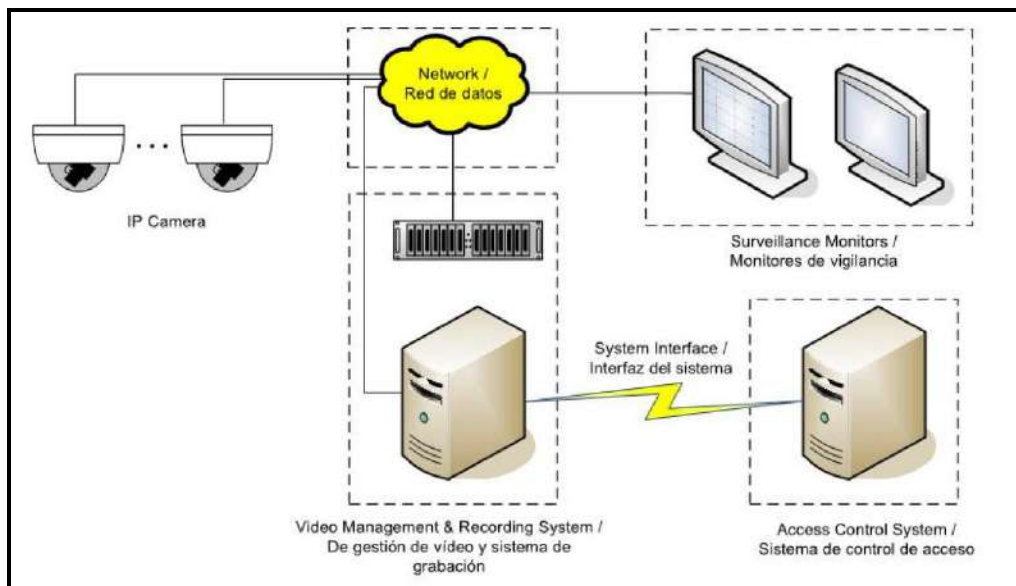 Network /
Red de datos
IP Camera
Surveillance Monitors /
Monitores de vigilancia
System Interface /
Interfaz del sistema
Video Management & Recording System /
De gestión de vídeo y sistema de
grabación
Access Control System /
Sistema de control de acceso